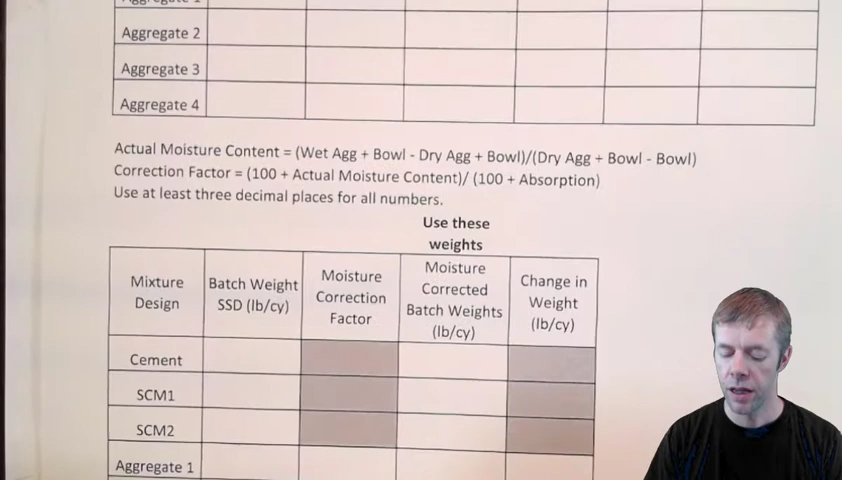 Aggregate 1
Aggregate 2
Aggregate 3
Aggregate 4
Actual Moisture Content = (Wet Agg + Bowl - Dry Agg + Bowl)/(Dry Agg + Bowl - Bowl)
Correction Factor = (100 + Actual Moisture Content)/ (100 + Absorption)
Use at least three decimal places for all numbers.
Use these
weights
Mixture
Design
Batch Weight
SSD (lb/cy)
Moisture
Correction
Factor
Moisture
Corrected
Batch Weights
(lb/cy)
Change in
Weight
(lb/cy)
Cement
SCM1
SCM2
Aggregate 1